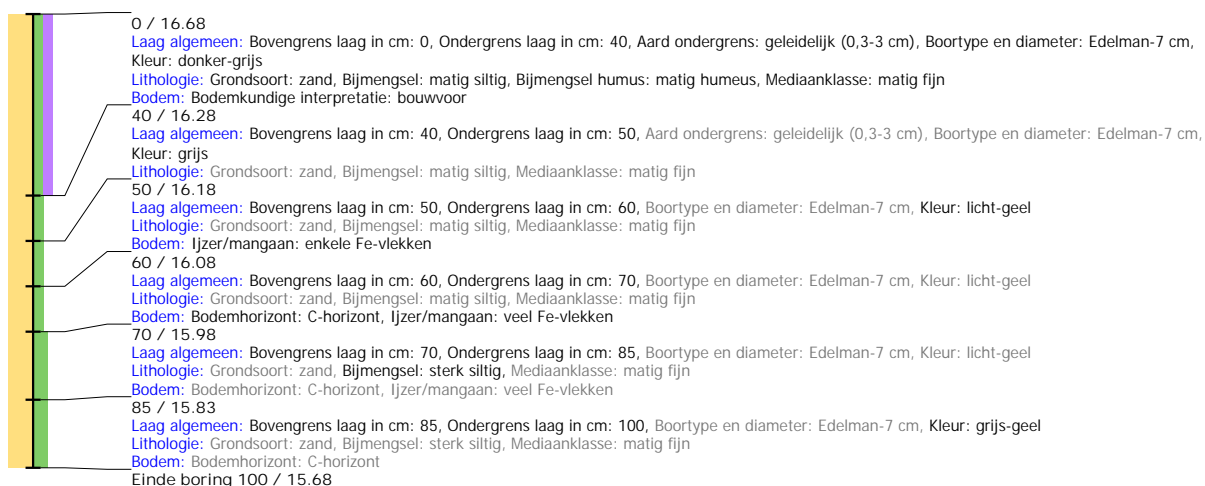 0 / 16.68
Laag algemeen: Bovengrens laag in cm: 0, Ondergrens laag in cm: 40, Aard ondergrens: geleidelijk (0,3-3 cm), Boortype en diameter: Edelman-7 cm,
Kleur: donker-grijs
Lithologie: Grondsoort: zand, Bijmengsel: matig siltig, Bijmengsel humus: matig humeus, Mediaanklasse: matig fijn
Bodem: Bodemkundige interpretatie: bouwvoor
40 / 16.28
Laag algemeen: Bovengrens laag in cm: 40, Ondergrens laag in cm: 50, Aard ondergrens: geleidelijk (0,3-3 cm), Boortype en diameter: Edelman-7 cm,
Kleur: grijs
Lithologie: Grondsoort: zand, Bijmengsel: matig siltig, Mediaanklasse: matig fijn
50 / 16.18
Laag algemeen: Bovengrens laag in cm: 50, Ondergrens laag in cm: 60, Boortype en diameter: Edelman-7 cm, Kleur: licht-geel
Lithologie: Grondsoort: zand, Bijmengsel: matig siltig, Mediaanklasse: matig fijn
Bodem: Ijzer/mangaan: enkele Fe-vlekken
60 / 16.08
Laag algemeen: Bovengrens laag in cm: 60, Ondergrens laag in cm: 70, Boortype en diameter: Edelman-7 cm, Kleur: licht-geel
Lithologie: Grondsoort: zand, Bijmengsel: matig siltig, Mediaanklasse: matig fijn
Bodem: Bodemhorizont: C-horizont, Ijzer/mangaan: veel Fe-vlekken
70 / 15.98
Laag algemeen: Bovengrens laag in cm: 70, Ondergrens laag in cm: 85, Boortype en diameter: Edelman-7 cm, Kleur: licht-geel
Lithologie: Grondsoort: zand, Bijmengsel: sterk siltig, Mediaanklasse: matig fijn
Bodem: Bodemhorizont: C-horizont, Ijzer/mangaan: veel Fe-vlekken
85 / 15.83
Laag algemeen: Bovengrens laag in cm: 85, Ondergrens laag in cm: 100, Boortype en diameter: Edelman-7 cm, Kleur: grijs-geel
Lithologie: Grondsoort: zand, Bijmengsel: sterk siltig, Mediaanklasse: matig fijn
Bodem: Bodemhorizont: C-horizont
Einde boring 100 / 15.68